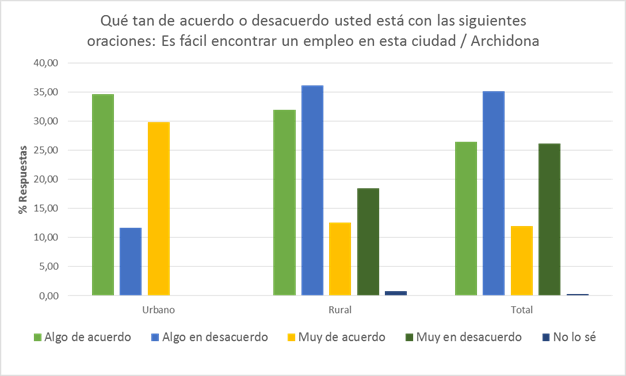 Qué tan de acuerdo o desacuerdo usted está con las siguientes
oraciones: Es fácil encontrar un empleo en esta ciudad / Archidona
40,00
35,00
30,00
25,00
20,00
15,00
10,00
5,00
0,00
% Respuestas
Urbano Rural Total
Algo de acuerdo Algo en desacuerdo Muy de acuerdo Muy en desacuerdo No lo sé